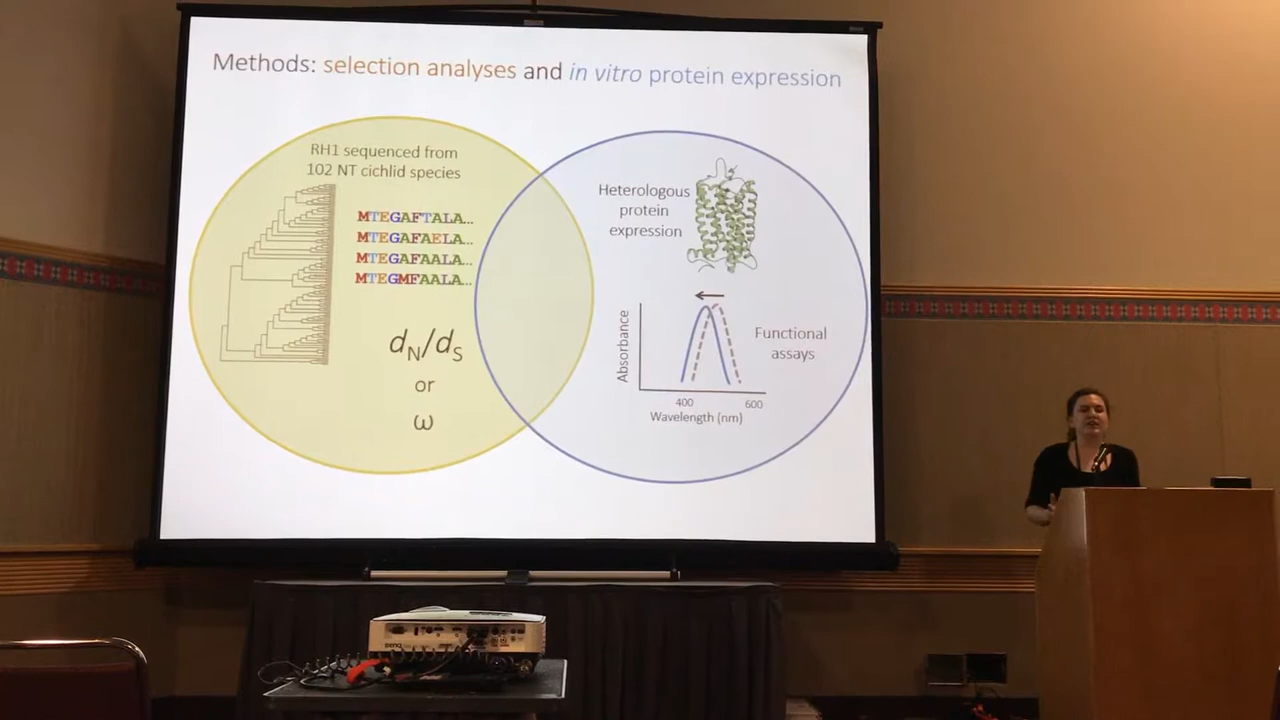 Methods: selection analyses and in vitro protein expression
RH1 sequenced from
102 NT cichlid species
MTEGAFTALA...
MTEGAFAELA...
MTEGAFAALA...
MTEGMFAALA...
dN/dS
or
ω
Heterologous
protein
expression
Absorbance
400
600
Wavelength (nm)
Functional
assays
BenQ